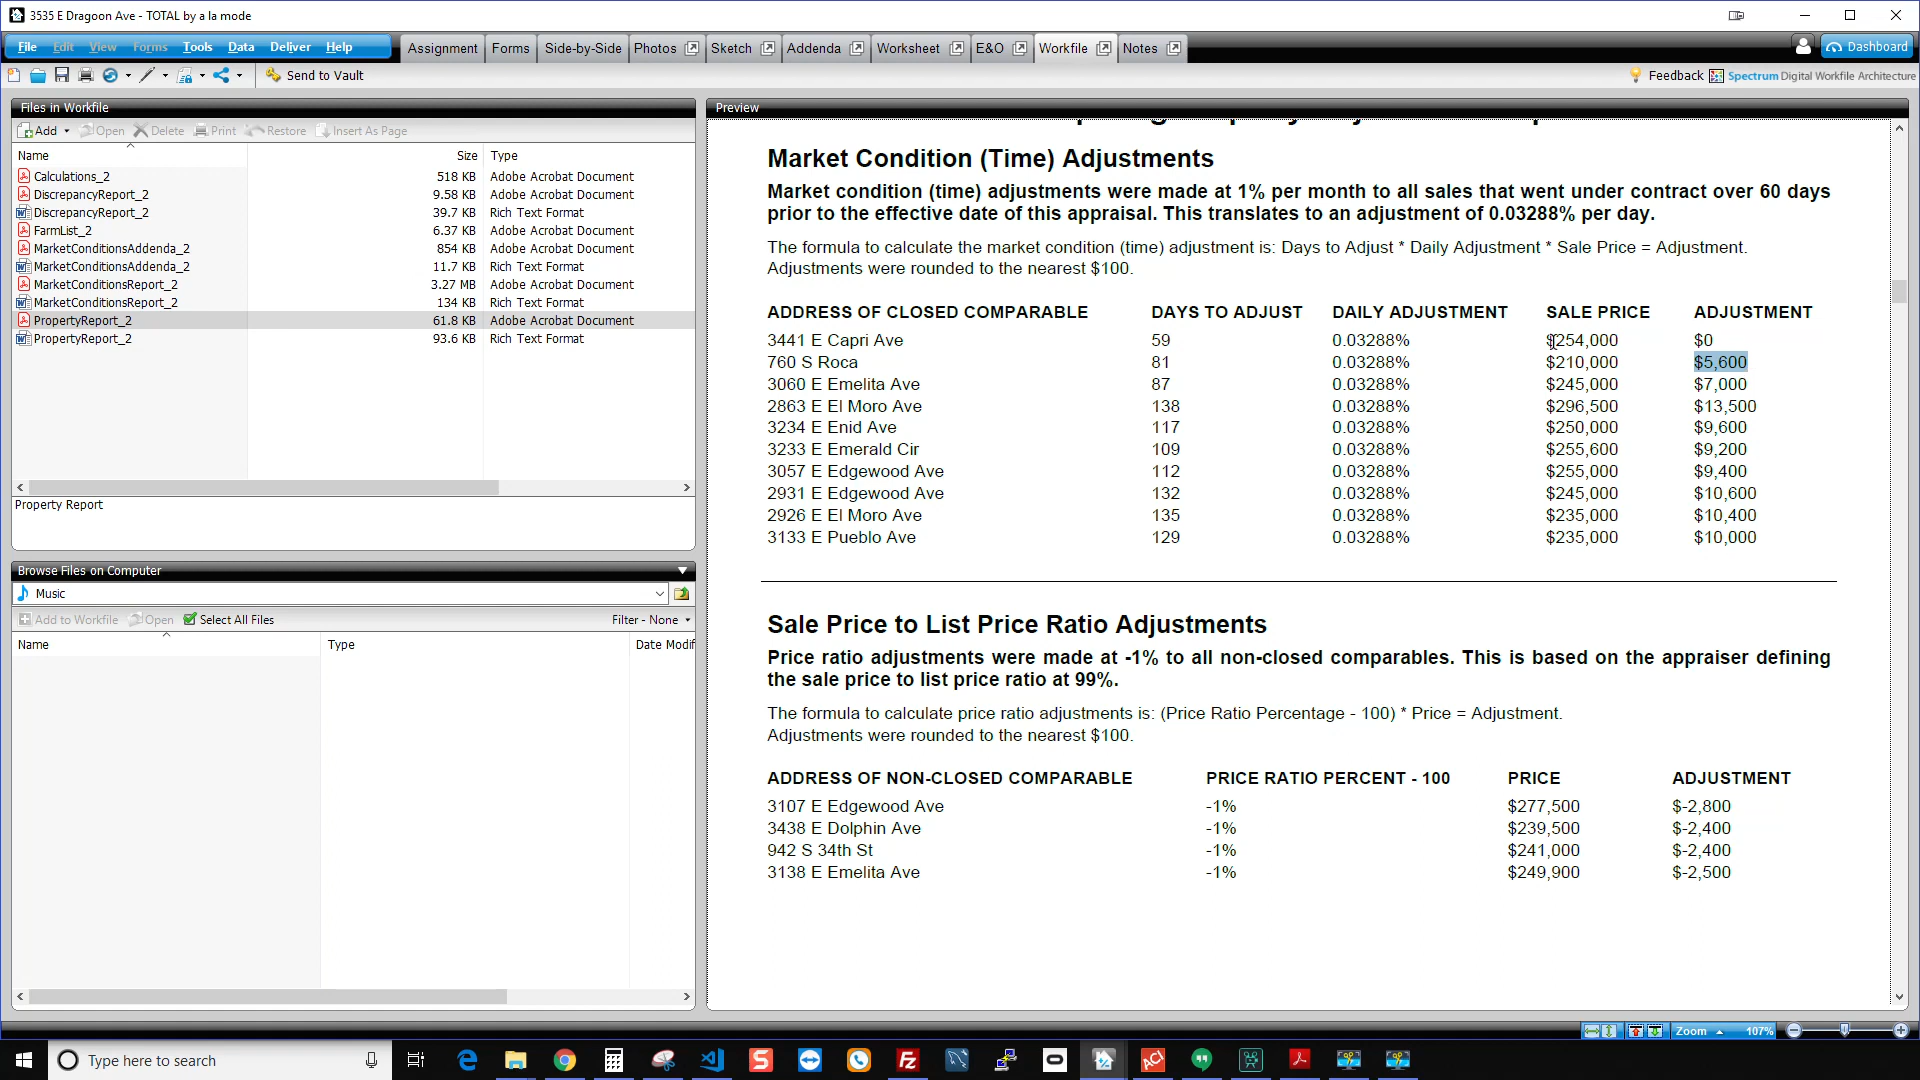 3535 E Dragoon Ave - TOTAL by a la mode
File Edit View Forms Tools Data Deliver Help
Assignment Forms Side-by-Side Photos Sketch Addenda Worksheet E&O Workfile Notes
Dashboard
Send to Vault
Feedback Spectrum Digital Workfile Architecture
Files in Workfile
Add Open Delete Print Restore Insert As Page
Name Size Type
Calculations_2 518 KB Adobe Acrobat Document
DiscrepancyReport_2 9.58 KB Adobe Acrobat Document
DiscrepancyReport_2 39.7 KB Rich Text Format
FarmList_2 6.37 KB Adobe Acrobat Document
MarketConditionsAddenda_2 854 KB Adobe Acrobat Document
MarketConditionsAddenda_2 11.7 KB Rich Text Format
MarketConditionsReport_2 3.27 MB Adobe Acrobat Document
MarketConditionsReport_2 134 KB Rich Text Format
PropertyReport_2 61.8 KB Adobe Acrobat Document
PropertyReport_2 93.6 KB Rich Text Format
Property Report
Browse Files on Computer
Music
Add to Workfile Open Select All Files Filter - None
Name Type Date Modif
Preview
Market Condition (Time) Adjustments
Market condition (time) adjustments were made at 1% per month to all sales that went under contract over 60 days
prior to the effective date of this appraisal. This translates to an adjustment of 0.03288% per day.
The formula to calculate the market condition (time) adjustment is: Days to Adjust * Daily Adjustment * Sale Price = Adjustment.
Adjustments were rounded to the nearest $100.
ADDRESS OF CLOSED COMPARABLE DAYS TO ADJUST DAILY ADJUSTMENT SALE PRICE ADJUSTMENT
3441 E Capri Ave 59 0.03288% $254,000 $0
760 S Roca 81 0.03288% $210,000 $5,600
3060 E Emelita Ave 87 0.03288% $245,000 $7,000
2863 E El Moro Ave 138 0.03288% $296,500 $13,500
3234 E Enid Ave 117 0.03288% $250,000 $9,600
3233 E Emerald Cir 109 0.03288% $255,600 $9,200
3057 E Edgewood Ave 112 0.03288% $255,000 $9,400
2931 E Edgewood Ave 132 0.03288% $245,000 $10,600
2926 E El Moro Ave 135 0.03288% $235,000 $10,400
3133 E Pueblo Ave 129 0.03288% $235,000 $10,000
Sale Price to List Price Ratio Adjustments
Price ratio adjustments were made at -1% to all non-closed comparables. This is based on the appraiser defining
the sale price to list price ratio at 99%.
The formula to calculate price ratio adjustments is: (Price Ratio Percentage - 100) * Price = Adjustment.
Adjustments were rounded to the nearest $100.
ADDRESS OF NON-CLOSED COMPARABLE PRICE RATIO PERCENT - 100 PRICE ADJUSTMENT
3107 E Edgewood Ave -1% $277,500 $-2,800
3438 E Dolphin Ave -1% $239,500 $-2,400
942 S 34th St -1% $241,000 $-2,400
3138 E Emelita Ave -1% $249,900 $-2,500
Zoom 107%
Type here to search